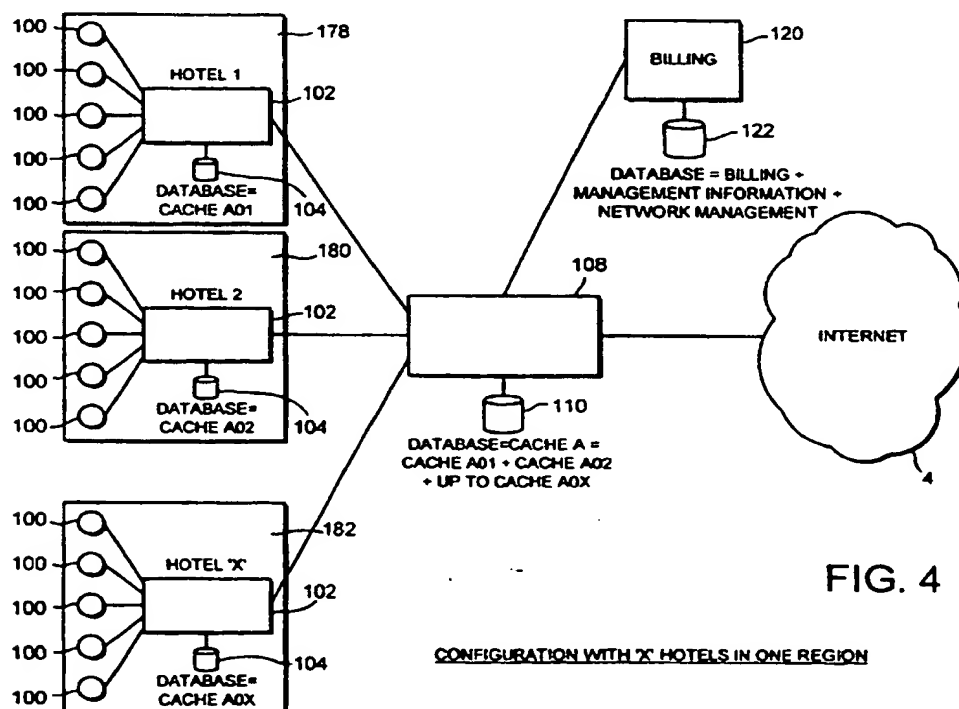 100
178
HOTEL 1
100
102
100
100
104
DATABASE=
CACHE A01
100
120
BILLING
122
DATABASE = BILLING +
MANAGEMENT INFORMATION +
NETWORK MANAGEMENT
100
180
HOTEL 2
100
102
100
100
104
DATABASE=
CACHE A02
100
108
110
DATABASE=CACHE A =
CACHE A01 + CACHE A02
+ UP TO CACHE A0X
INTERNET
4
100
182
HOTEL 'X'
100
102
100
100
104
DATABASE=
CACHE A0X
100
FIG. 4
CONFIGURATION WITH 'X' HOTELS IN ONE REGION